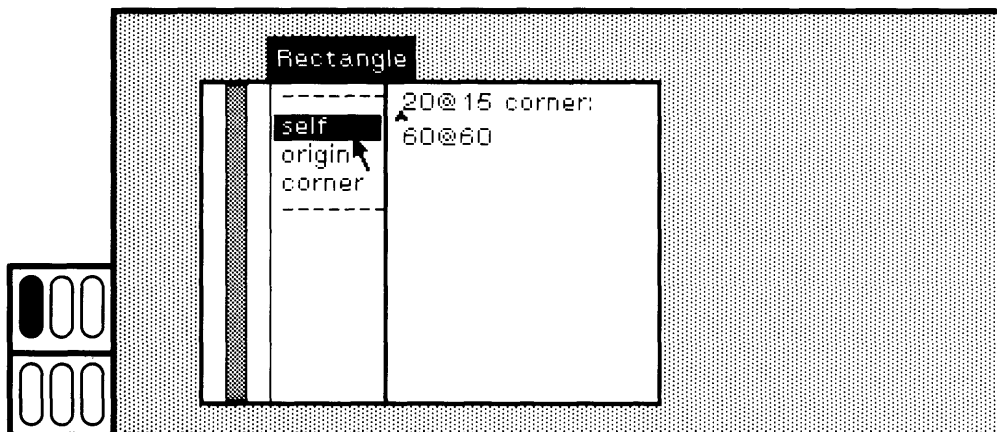 Rectangle
----------
self
origin
corner
----------
20@15 corner:
60@60